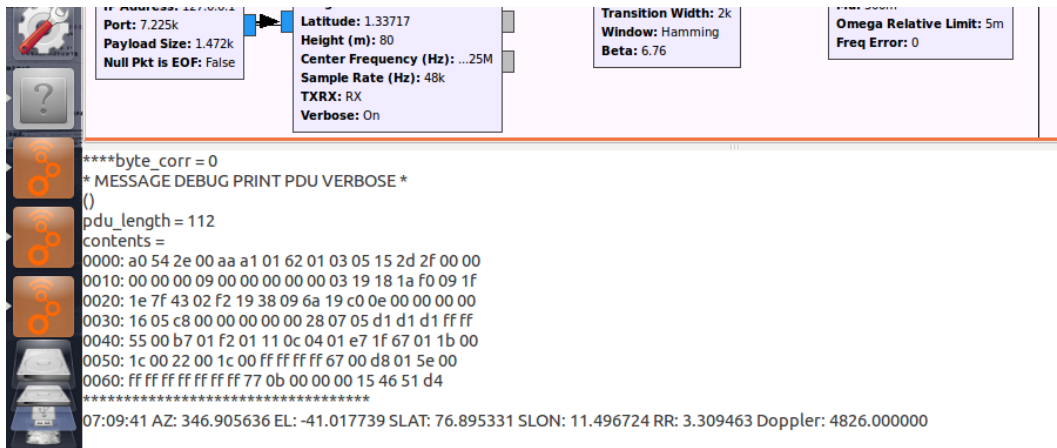 Port: 7.225k
Payload Size: 1.472k
Null Pkt is EOF: False
Latitude: 1.33717
Height (m): 80
Center Frequency (Hz): ...25M
Sample Rate (Hz): 48k
TXRX: RX
Verbose: On
Transition Width: 2k
Window: Hamming
Beta: 6.76
Omega Relative Limit: 5m
Freq Error: 0
****byte_corr = 0
* MESSAGE DEBUG PRINT PDU VERBOSE *
()
pdu_length = 112
contents =
0000: a0 54 2e 00 aa a1 01 62 01 03 05 15 2d 2f 00 00
0010: 00 00 00 09 00 00 00 00 00 03 19 18 1a f0 09 1f
0020: 1e 7f 43 02 f2 19 38 09 6a 19 c0 0e 00 00 00 00
0030: 16 05 c8 00 00 00 00 00 28 07 05 d1 d1 d1 ff ff
0040: 55 00 b7 01 f2 01 11 0c 04 01 e7 1f 67 01 1b 00
0050: 1c 00 22 00 1c 00 ff ff ff ff 67 00 d8 01 5e 00
0060: ff ff ff ff ff ff ff 77 0b 00 00 00 15 46 51 d4
***********************************
07:09:41 AZ: 346.905636 EL: -41.017739 SLAT: 76.895331 SLON: 11.496724 RR: 3.309463 Doppler: 4826.000000